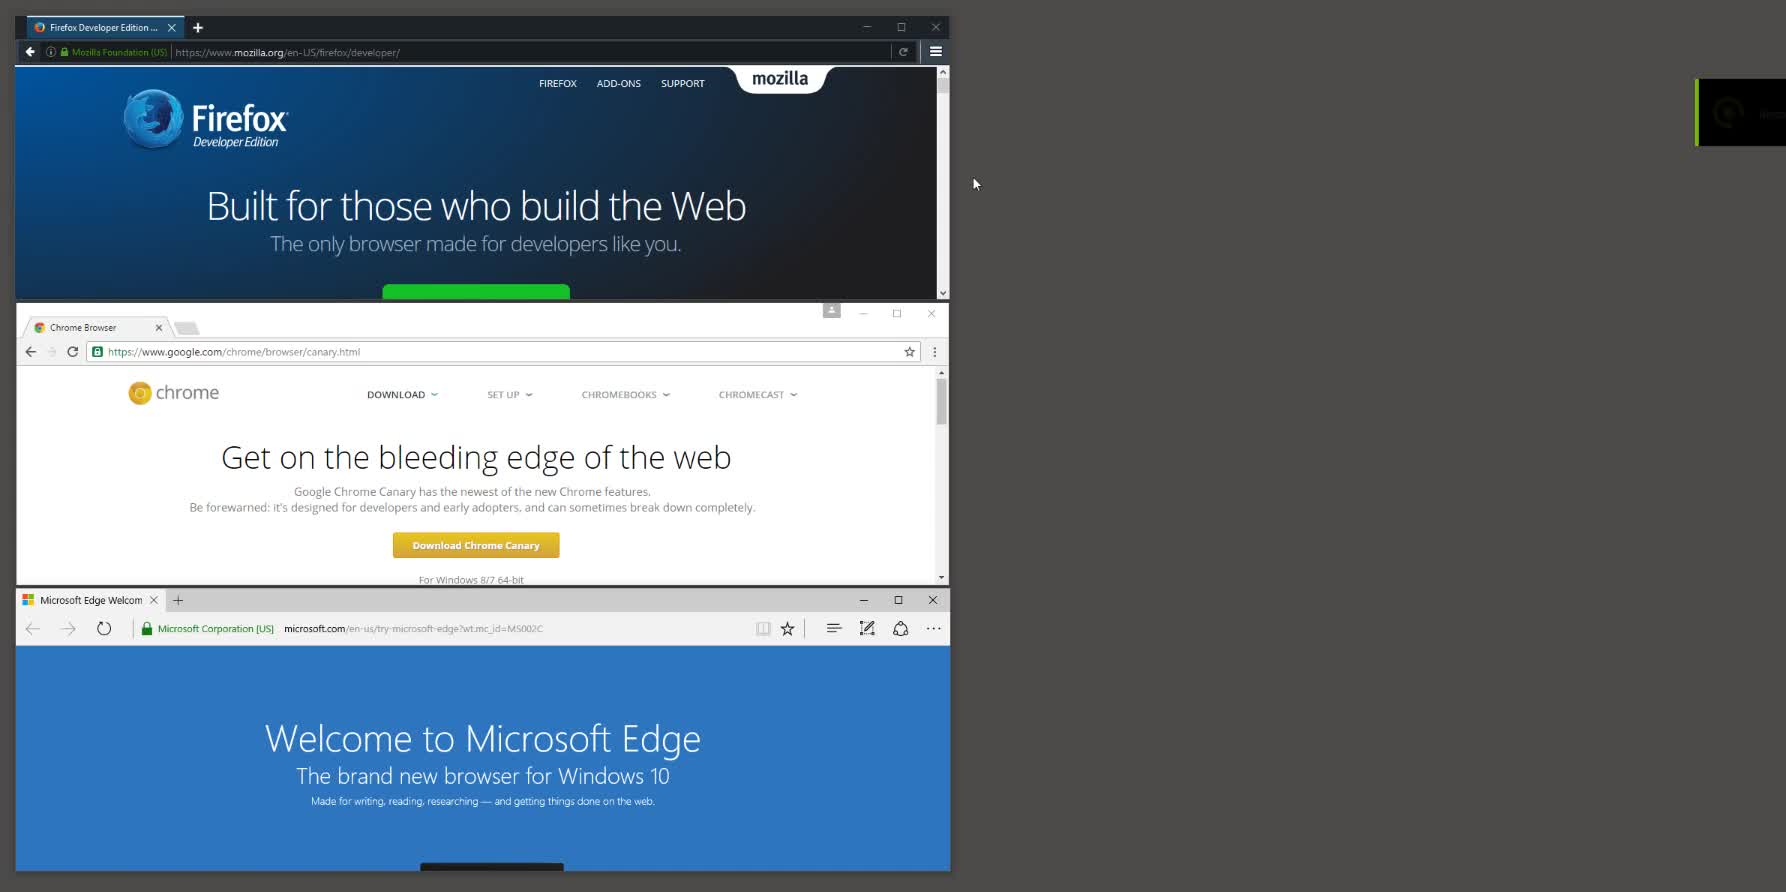 Firefox Developer Edition ...
Mozilla Foundation (US) https://www.mozilla.org/en-US/firefox/developer/
FIREFOX ADD-ONS SUPPORT mozilla
Firefox
Developer Edition
Built for those who build the Web
The only browser made for developers like you.
Chrome Browser
https://www.google.com/chrome/browser/canary.html
chrome DOWNLOAD SET UP CHROMEBOOKS CHROMECAST
Get on the bleeding edge of the web
Google Chrome Canary has the newest of the new Chrome features.
Be forewarned: it's designed for developers and early adopters, and can sometimes break down completely.
Download Chrome Canary
For Windows 8/7 64-bit
Microsoft Edge Welcom
Microsoft Corporation [US] microsoft.com/en-us/try-microsoft-edge?wt.mc_id=MS002C
Welcome to Microsoft Edge
The brand new browser for Windows 10
Made for writing, reading, researching — and getting things done on the web.